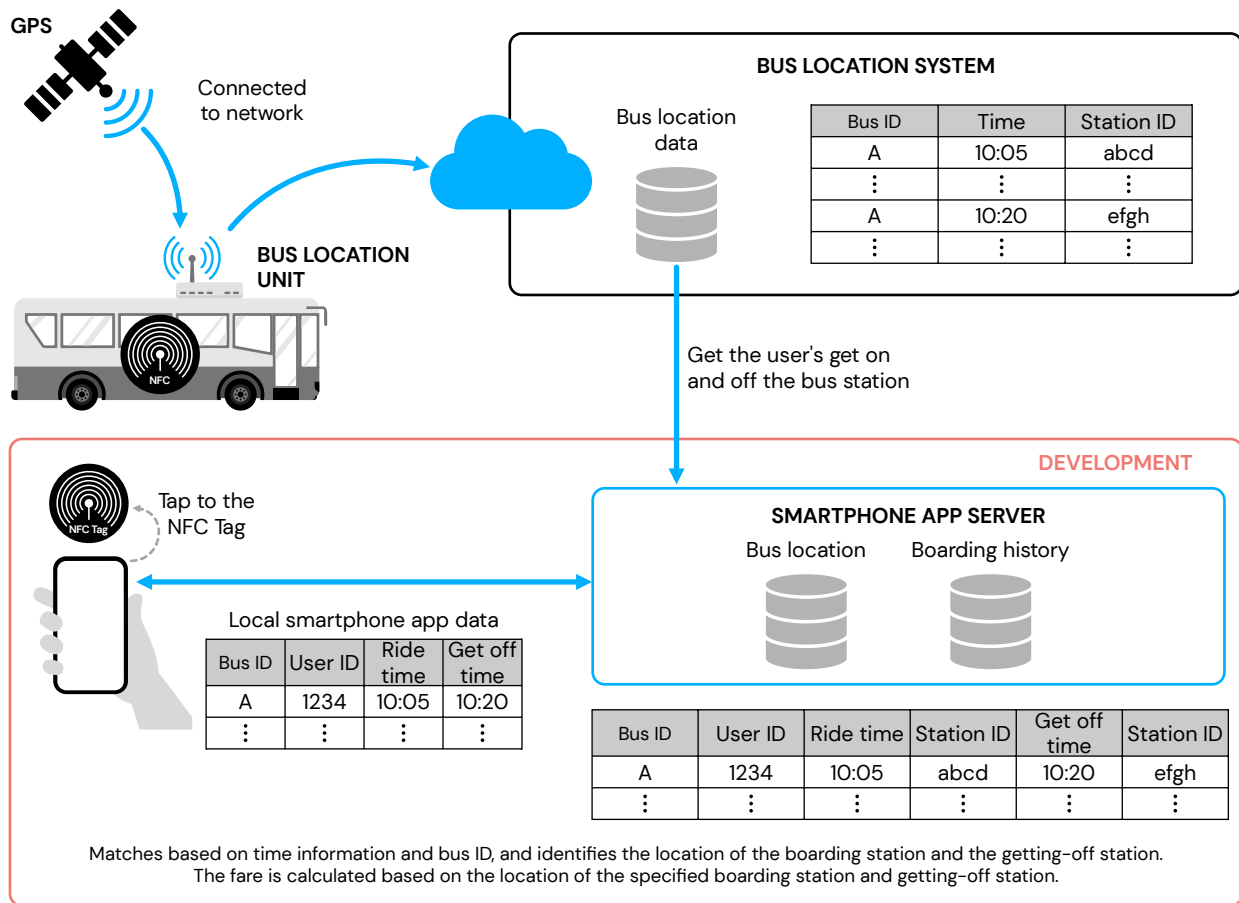 GPS
Connected
to network
BUS LOCATION SYSTEM
Bus location
data
Bus ID Time Station ID
A 10:05 abcd
⋮ ⋮ ⋮
A 10:20 efgh
⋮ ⋮ ⋮
BUS LOCATION
UNIT
NFC
Get the user's get on
and off the bus station
DEVELOPMENT
Tap to the
NFC Tag
NFC Tag
SMARTPHONE APP SERVER
Bus location Boarding history
Local smartphone app data
Bus ID User ID Ride
time Get off
time
A 1234 10:05 10:20
⋮ ⋮ ⋮ ⋮
Bus ID User ID Ride time Station ID Get off
time Station ID
A 1234 10:05 abcd 10:20 efgh
⋮ ⋮ ⋮ ⋮ ⋮ ⋮
Matches based on time information and bus ID, and identifies the location of the boarding station and the getting-off station.
The fare is calculated based on the location of the specified boarding station and getting-off station.